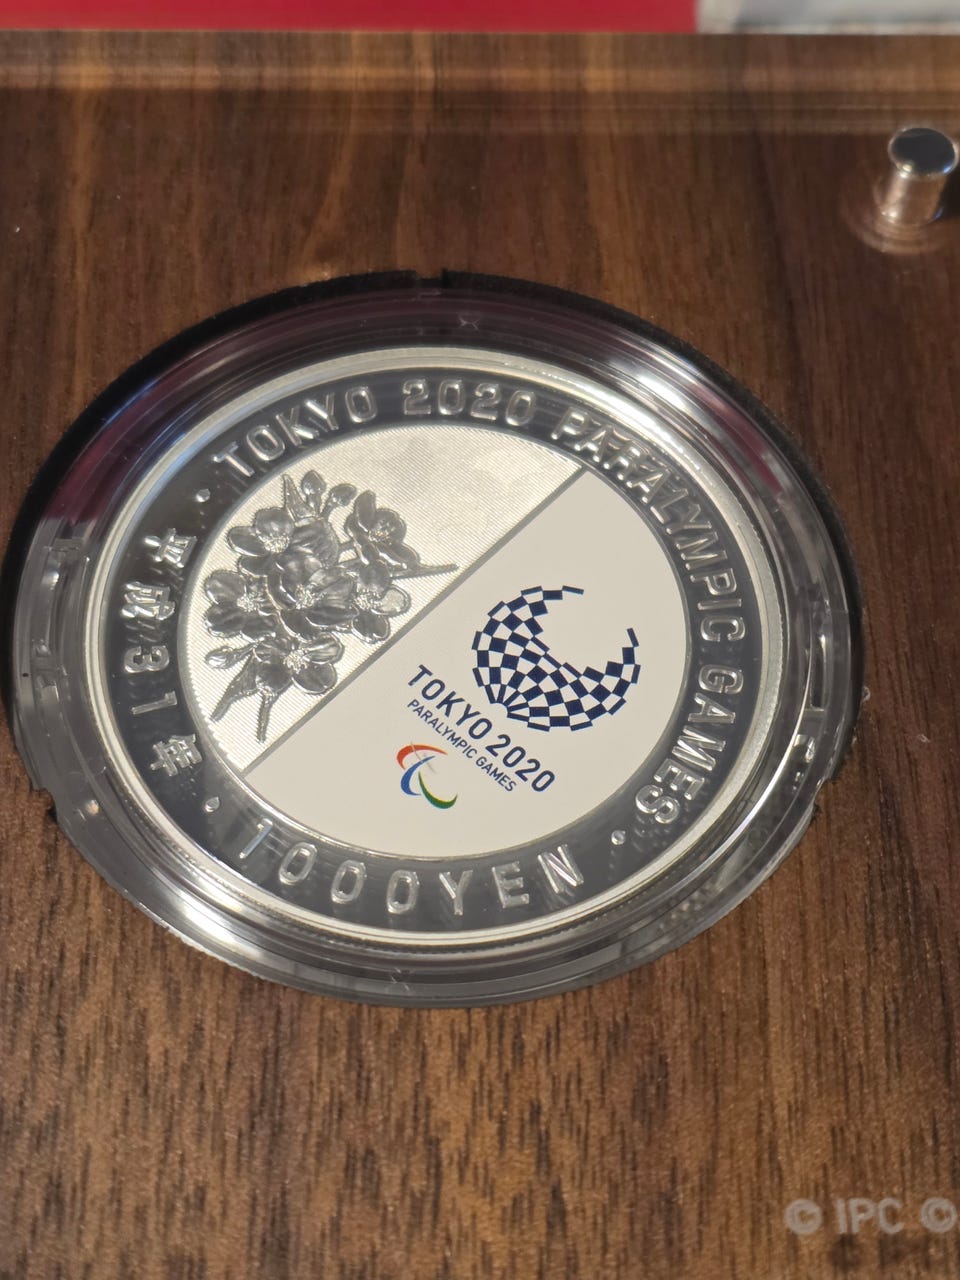 TOKYO 2020 PARALYMPIC GAMES
平成31年
1000YEN
TOKYO 2020
PARALYMPIC GAMES
© IPC ©